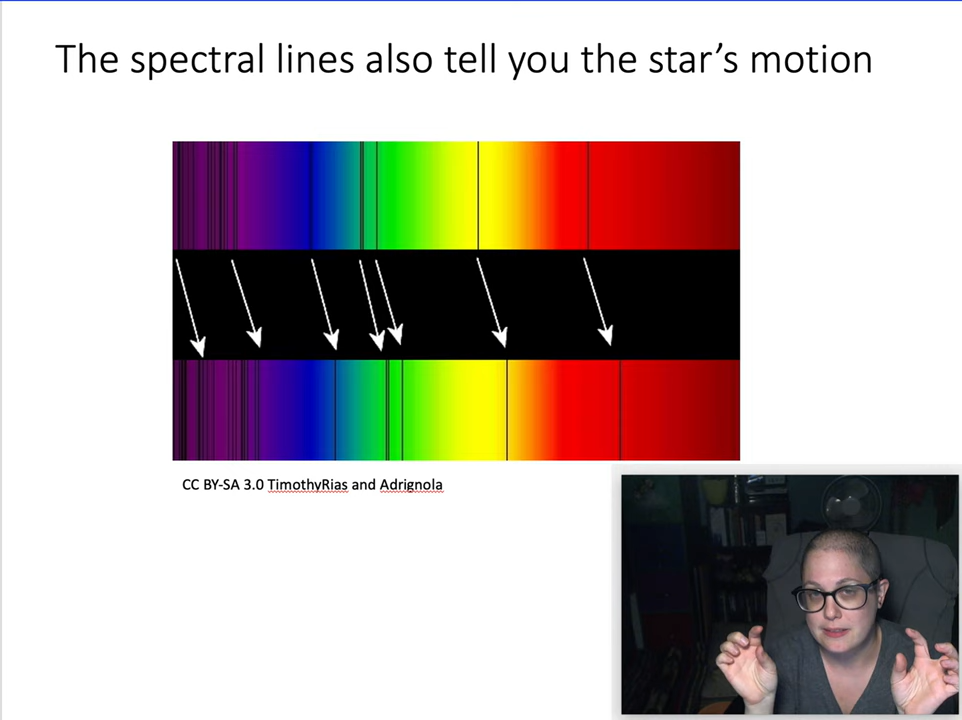 The spectral lines also tell you the star’s motion
CC BY-SA 3.0 TimothyRias and Adrignola